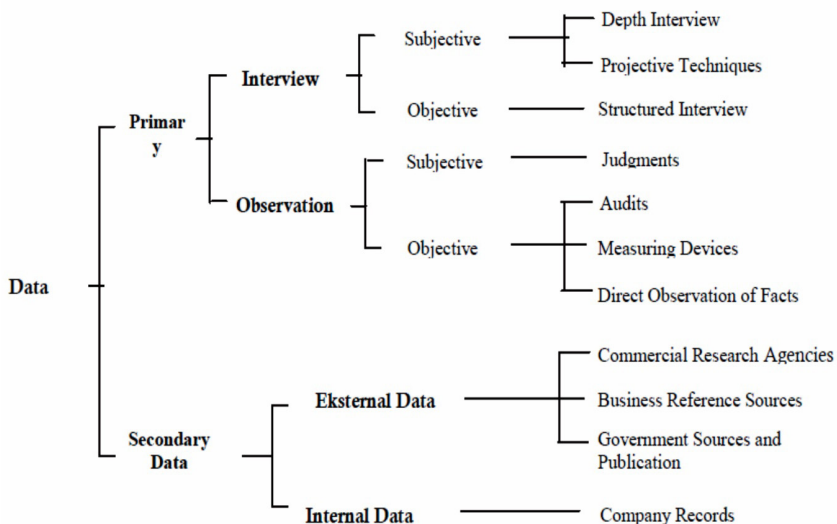 Depth Interview
Subjective
Projective Techniques
Interview
Objective
Structured Interview
Primar
y
Subjective
Judgments
Observation
Audits
Objective
Measuring Devices
Data
Direct Observation of Facts
Commercial Research Agencies
Eksternal Data
Business Reference Sources
Secondary
Data
Government Sources and
Publication
Internal Data
Company Records